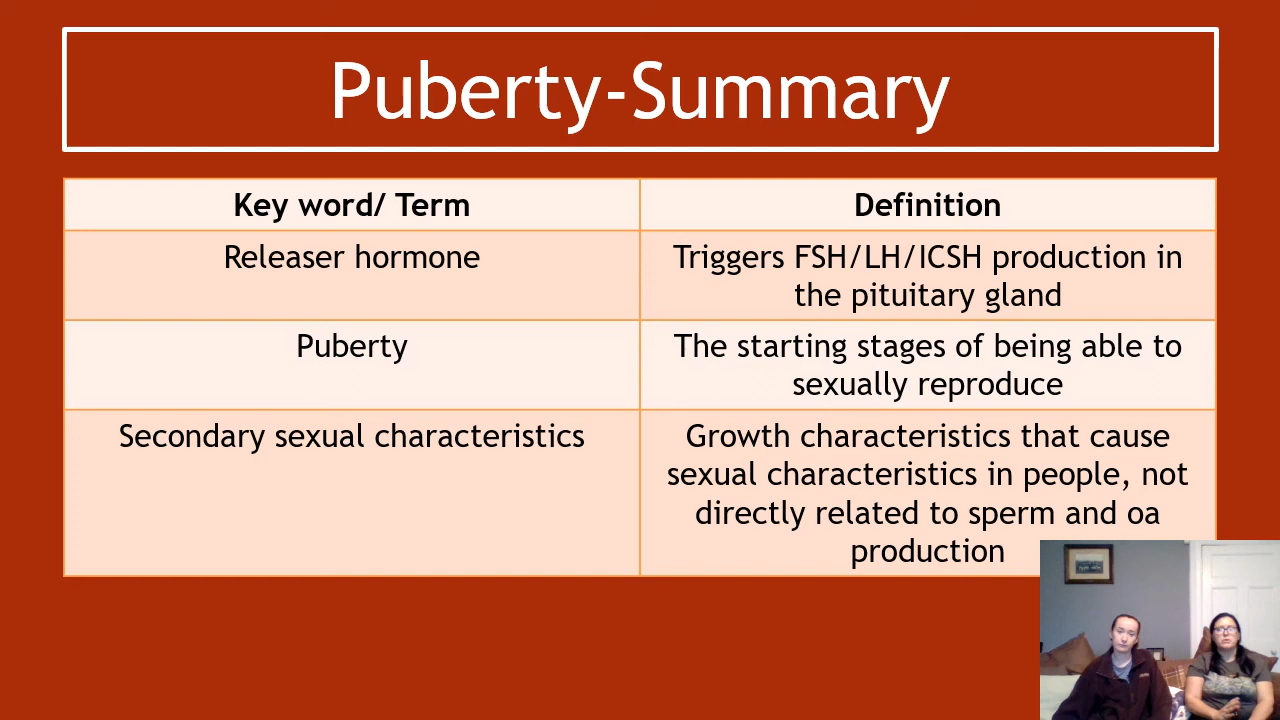 Puberty-Summary
Key word/ Term
Definition
Releaser hormone
Triggers FSH/LH/ICSH production in
the pituitary gland
Puberty
The starting stages of being able to
sexually reproduce
Secondary sexual characteristics
Growth characteristics that cause
sexual characteristics in people, not
directly related to sperm and oa
production